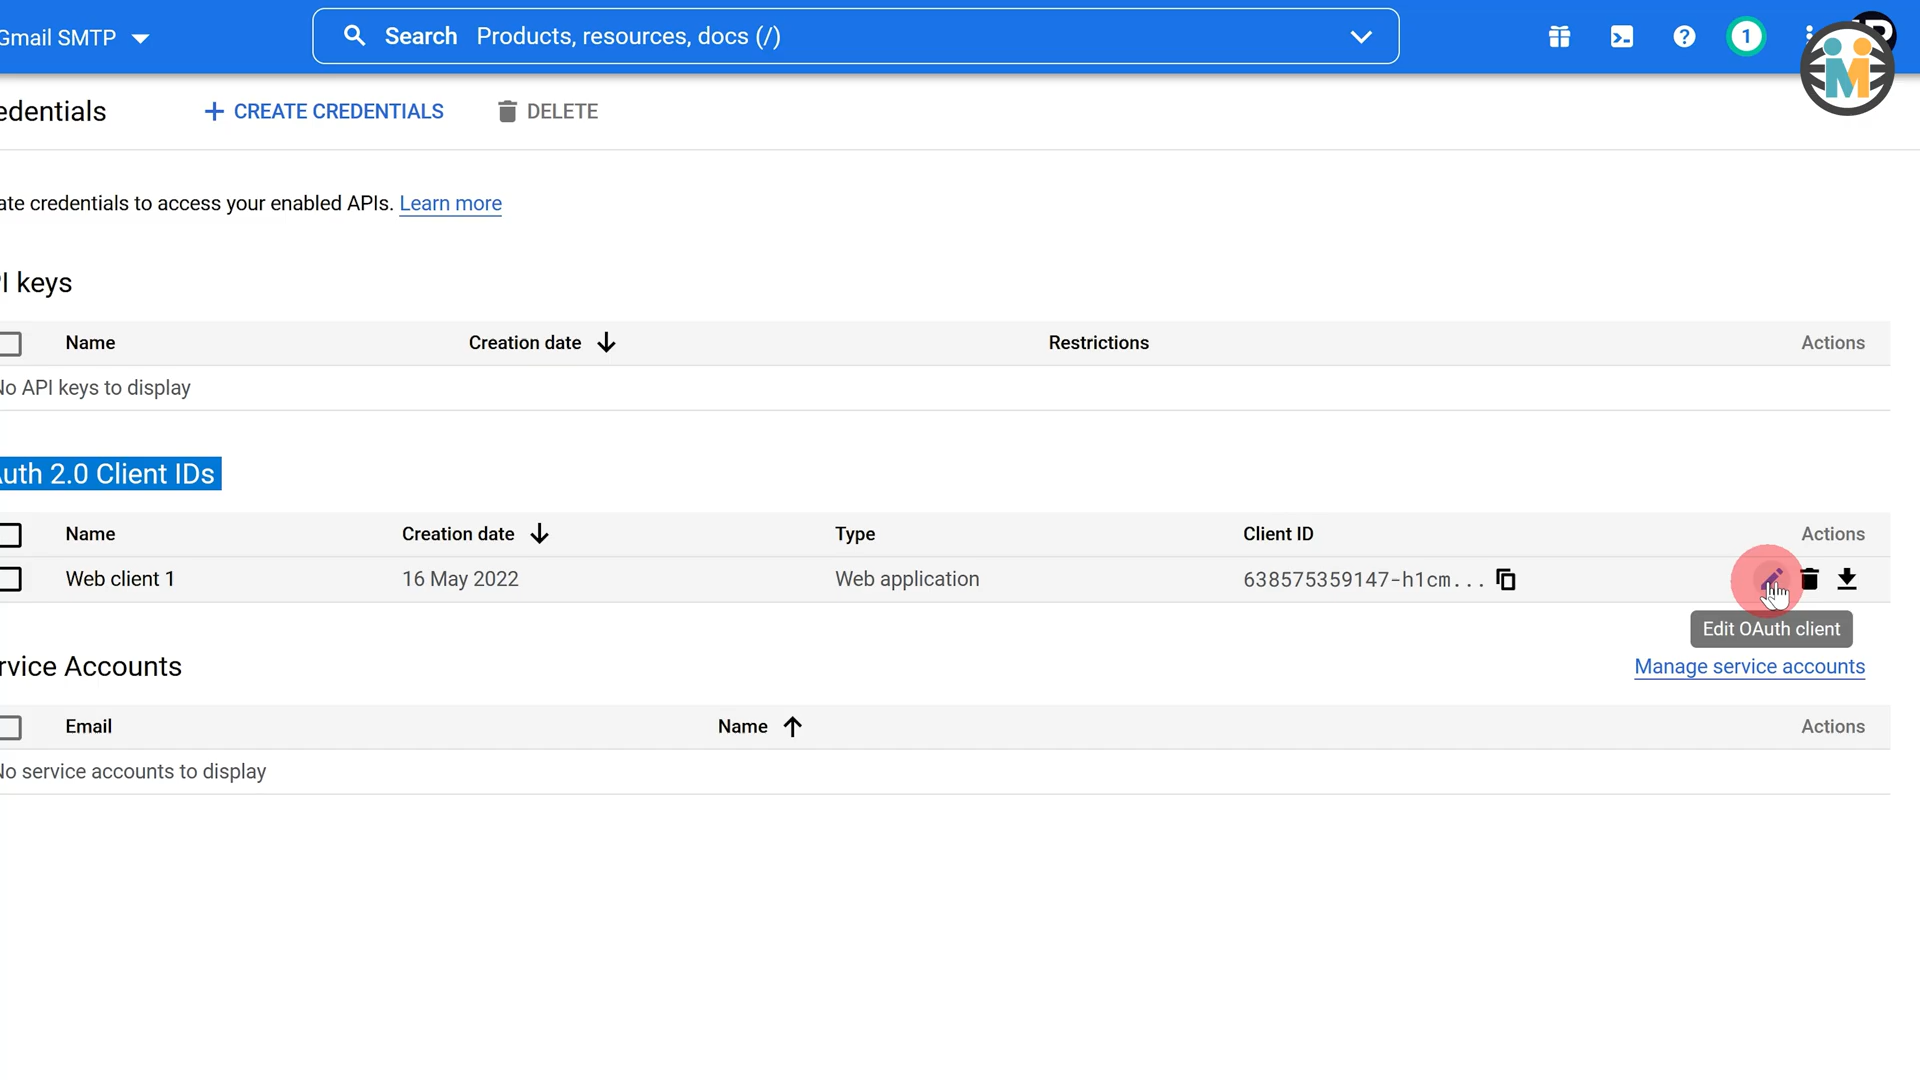 Gmail SMTP
Search Products, resources, docs (/)
1
edentials
+ CREATE CREDENTIALS
DELETE
ate credentials to access your enabled APIs. Learn more
I keys
Name Creation date Restrictions Actions
No API keys to display
Auth 2.0 Client IDs
Name Creation date Type Client ID Actions
Web client 1 16 May 2022 Web application 638575359147-h1cm...
Edit OAuth client
rvice Accounts
Manage service accounts
Email Name Actions
No service accounts to display